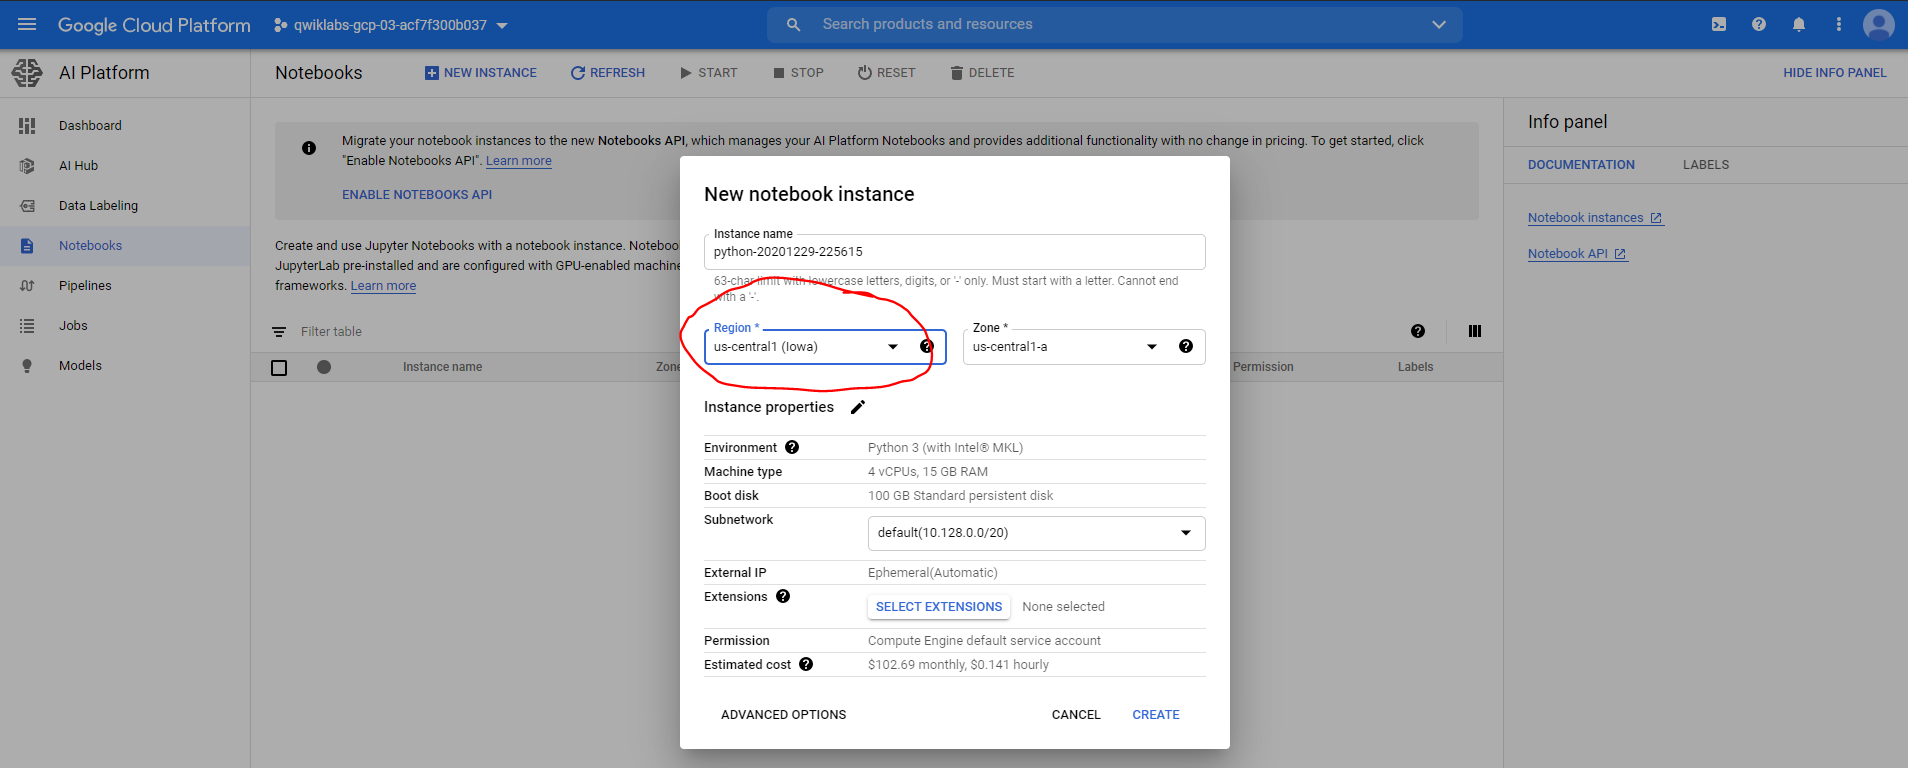 Google Cloud Platform
qwiklabs-gcp-03-acf7f300b037
Search products and resources
AI Platform
Notebooks
NEW INSTANCE
REFRESH
START
STOP
RESET
DELETE
HIDE INFO PANEL
Dashboard
AI Hub
Data Labeling
Notebooks
Pipelines
Jobs
Models
Migrate your notebook instances to the new Notebooks API, which manages your AI Platform Notebooks and provides additional functionality with no change in pricing. To get started, click
"Enable Notebooks API". Learn more
ENABLE NOTEBOOKS API
Create and use Jupyter Notebooks with a notebook instance. Noteboo
JupyterLab pre-installed and are configured with GPU-enabled machine
frameworks. Learn more
Filter table
Instance name
Zone
Permission
Labels
Info panel
DOCUMENTATION
LABELS
Notebook instances
Notebook API
New notebook instance
Instance name
python-20201229-225615
63-char limit with lowercase letters, digits, or '-' only. Must start with a letter. Cannot end
with a '-'.
Region *
us-central1 (Iowa)
Zone *
us-central1-a
Instance properties
Environment
Python 3 (with Intel® MKL)
Machine type
4 vCPUs, 15 GB RAM
Boot disk
100 GB Standard persistent disk
Subnetwork
default(10.128.0.0/20)
External IP
Ephemeral(Automatic)
Extensions
SELECT EXTENSIONS
None selected
Permission
Compute Engine default service account
Estimated cost
$102.69 monthly, $0.141 hourly
ADVANCED OPTIONS
CANCEL
CREATE